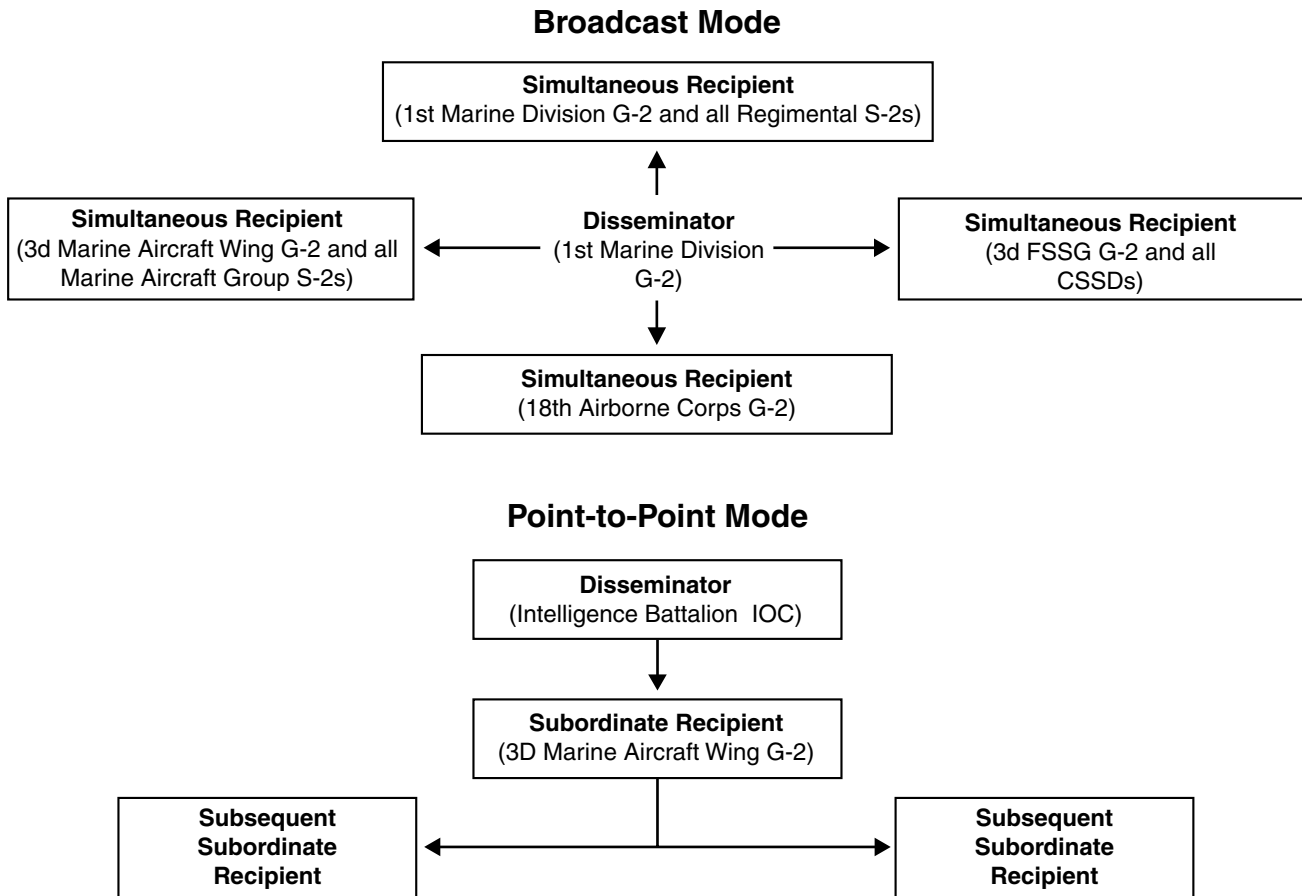 Broadcast Mode
Simultaneous Recipient
(1st Marine Division G-2 and all Regimental S-2s)
Simultaneous Recipient
(3d Marine Aircraft Wing G-2 and all
Marine Aircraft Group S-2s)
Disseminator
(1st Marine Division
G-2)
Simultaneous Recipient
(3d FSSG G-2 and all
CSSDs)
Simultaneous Recipient
(18th Airborne Corps G-2)
Point-to-Point Mode
Disseminator
(Intelligence Battalion IOC)
Subordinate Recipient
(3D Marine Aircraft Wing G-2)
Subsequent
Subordinate
Recipient
Subsequent
Subordinate
Recipient